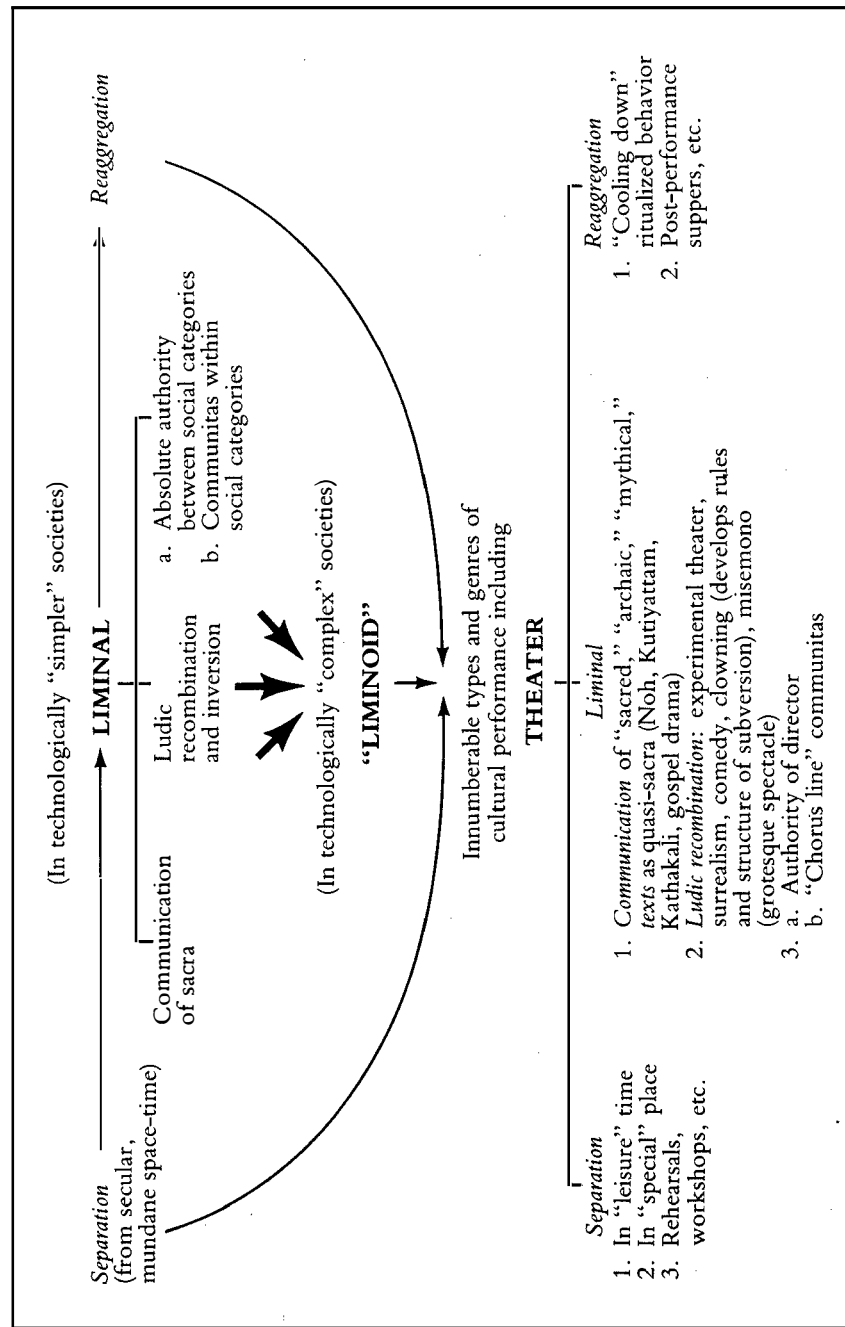 (In technologically “simpler” societies)
Separation
(from secular,
mundane space-time)
LIMINAL
Reaggregation
Communication
of sacra
Ludic
recombination
and inversion
a. Absolute authority
between social categories
b. Communitas within
social categories
(In technologically “complex” societies)
“LIMINOID”
Innumberable types and genres of
cultural performance including
THEATER
Separation
1. In “leisure” time
2. In “special” place
3. Rehearsals,
workshops, etc.
Liminal
1. Communication of “sacred,” “archaic,” “mythical,”
texts as quasi-sacra (Noh, Kutiyattam,
Kathakali, gospel drama)
2. Ludic recombination: experimental theater,
surrealism, comedy, clowning (develops rules
and structure of subversion), misemono
(grotesque spectacle)
3. a. Authority of director
b. “Chorus line” communitas
Reaggregation
1. “Cooling down”
ritualized behavior
2. Post-performance
suppers, etc.